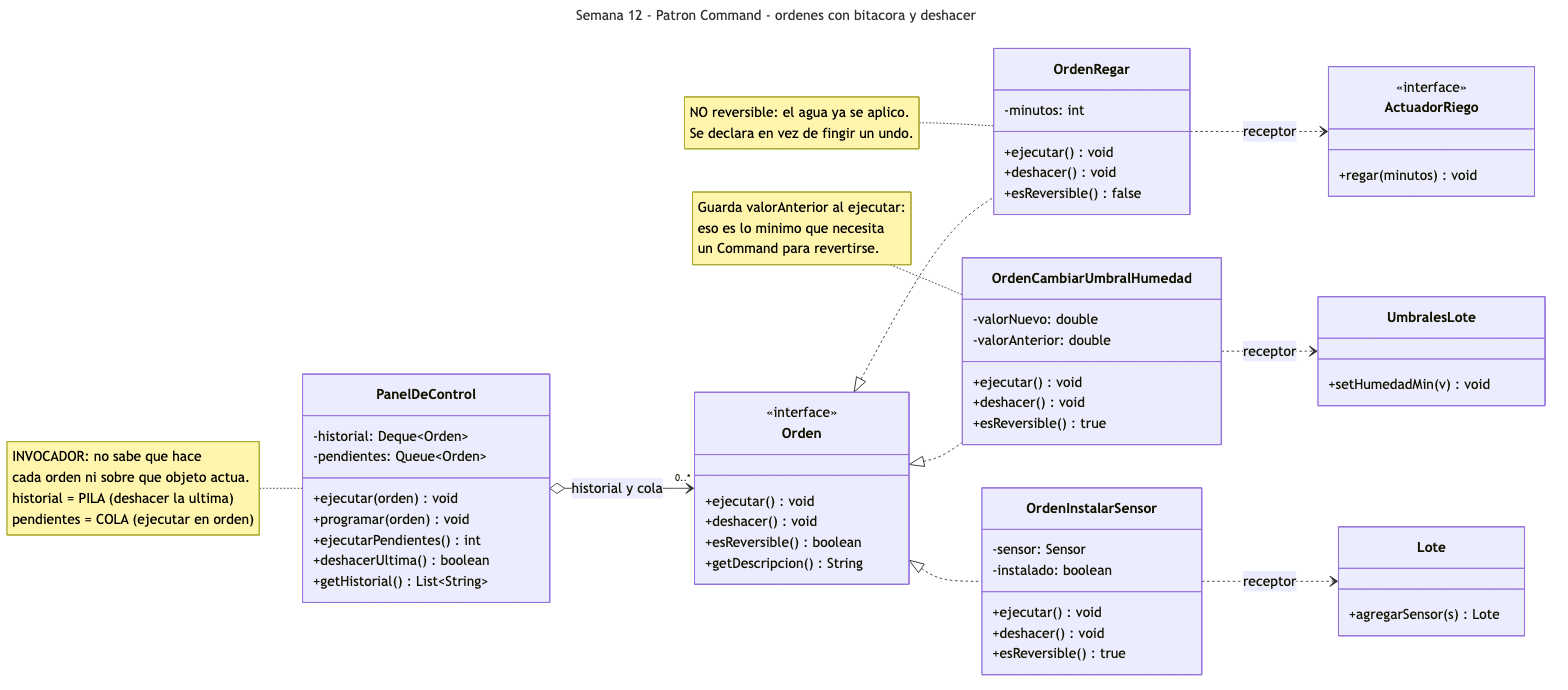 Semana 12 - Patron Command - ordenes con bitacora y deshacer
INVOCADOR: no sabe que hace
cada orden ni sobre que objeto actua.
historial = PILA (deshacer la ultima)
pendientes = COLA (ejecutar en orden)
PanelDeControl
-historial: Deque<Orden>
-pendientes: Queue<Orden>
+ejecutar(orden) : void
+programar(orden) : void
+ejecutarPendientes() : int
+deshacerUltima() : boolean
+getHistorial() : List<String>
historial y cola
0..*
«interface»
Orden
+ejecutar() : void
+deshacer() : void
+esReversible() : boolean
+getDescripcion() : String
NO reversible: el agua ya se aplico.
Se declara en vez de fingir un undo.
OrdenRegar
-minutos: int
+ejecutar() : void
+deshacer() : void
+esReversible() : false
receptor
«interface»
ActuadorRiego
+regar(minutos) : void
Guarda valorAnterior al ejecutar:
eso es lo minimo que necesita
un Command para revertirse.
OrdenCambiarUmbralHumedad
-valorNuevo: double
-valorAnterior: double
+ejecutar() : void
+deshacer() : void
+esReversible() : true
receptor
UmbralesLote
+setHumedadMin(v) : void
OrdenInstalarSensor
-sensor: Sensor
-instalado: boolean
+ejecutar() : void
+deshacer() : void
+esReversible() : true
receptor
Lote
+agregarSensor(s) : Lote